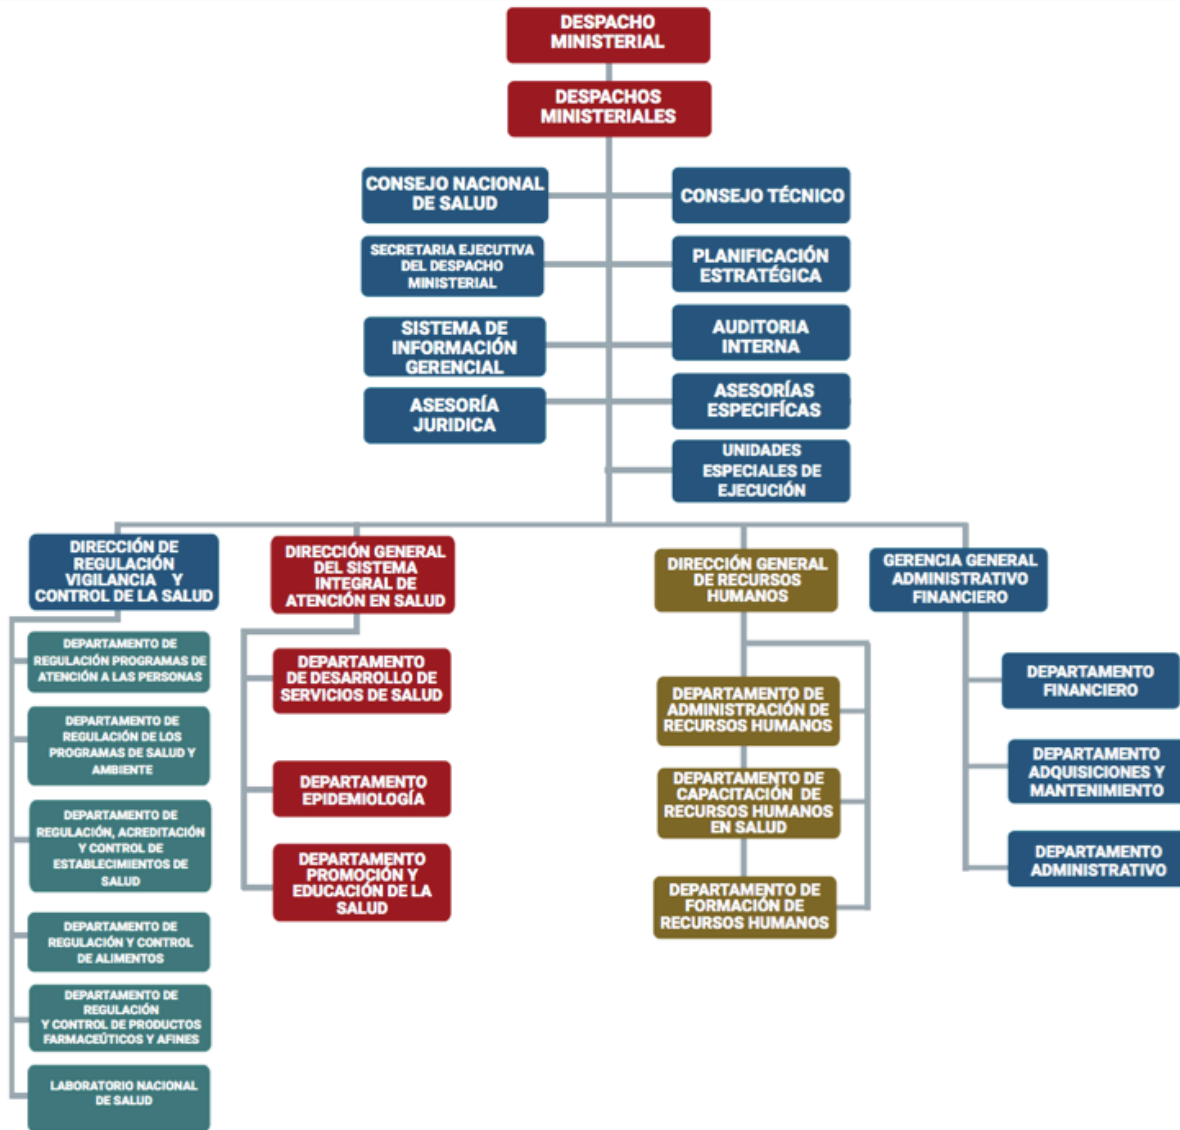 DESPACHO
MINISTERIAL
DESPACHOS
MINISTERIALES
CONSEJO NACIONAL
DE SALUD
CONSEJO TÉCNICO
SECRETARIA EJECUTIVA
DEL DESPACHO
MINISTERIAL
PLANIFICACIÓN
ESTRATÉGICA
SISTEMA DE
INFORMACIÓN
GERENCIAL
AUDITORIA
INTERNA
ASESORÍA
JURIDICA
ASESORÍAS
ESPECIFÍCAS
UNIDADES
ESPECIALES DE
EJECUCIÓN
DIRECCIÓN DE
REGULACIÓN
VIGILANCIA Y
CONTROL DE LA SALUD
DEPARTAMENTO DE
REGULACIÓN PROGRAMAS DE
ATENCIÓN A LAS PERSONAS
DEPARTAMENTO DE
REGULACIÓN DE LOS
PROGRAMAS DE SALUD Y
AMBIENTE
DEPARTAMENTO DE
REGULACIÓN, ACREDITACIÓN
Y CONTROL DE
ESTABLECIMIENTOS DE
SALUD
DEPARTAMENTO DE
REGULACIÓN Y CONTROL
DE ALIMENTOS
DEPARTAMENTO DE
REGULACIÓN
Y CONTROL DE PRODUCTOS
FARMACEÚTICOS Y AFINES
LABORATORIO NACIONAL
DE SALUD
DIRECCIÓN GENERAL
DEL SISTEMA
INTEGRAL DE
ATENCIÓN EN SALUD
DEPARTAMENTO
DE DESARROLLO DE
SERVICIOS DE SALUD
DEPARTAMENTO
EPIDEMIOLOGÍA
DEPARTAMENTO
PROMOCIÓN Y
EDUCACIÓN DE LA
SALUD
DIRECCIÓN GENERAL
DE RECURSOS
HUMANOS
DEPARTAMENTO DE
ADMINISTRACIÓN DE
RECURSOS HUMANOS
DEPARTAMENTO DE
CAPACITACIÓN DE
RECURSOS HUMANOS
EN SALUD
DEPARTAMENTO DE
FORMACIÓN DE
RECURSOS HUMANOS
GERENCIA GENERAL
ADMINISTRATIVO
FINANCIERO
DEPARTAMENTO
FINANCIERO
DEPARTAMENTO
ADQUISICIONES Y
MANTENIMIENTO
DEPARTAMENTO
ADMINISTRATIVO